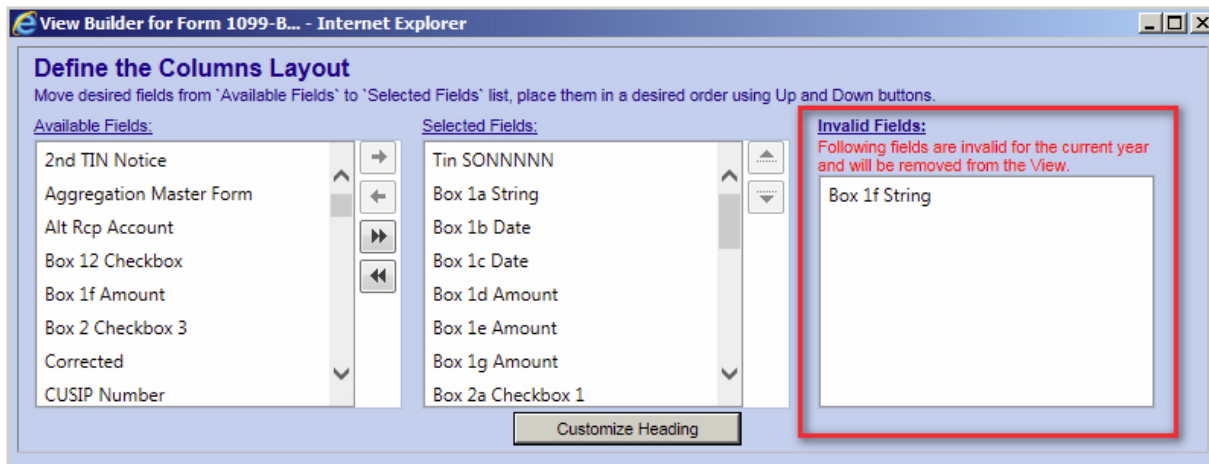 View Builder for Form 1099-B... - Internet Explorer
Define the Columns Layout
Move desired fields from `Available Fields` to `Selected Fields` list, place them in a desired order using Up and Down buttons.
Available Fields:
2nd TIN Notice
Aggregation Master Form
Alt Rcp Account
Box 12 Checkbox
Box 1f Amount
Box 2 Checkbox 3
Corrected
CUSIP Number
Selected Fields:
Tin SONNNNN
Box 1a String
Box 1b Date
Box 1c Date
Box 1d Amount
Box 1e Amount
Box 1g Amount
Box 2a Checkbox 1
Customize Heading
Invalid Fields:
Following fields are invalid for the current year
and will be removed from the View.
Box 1f String